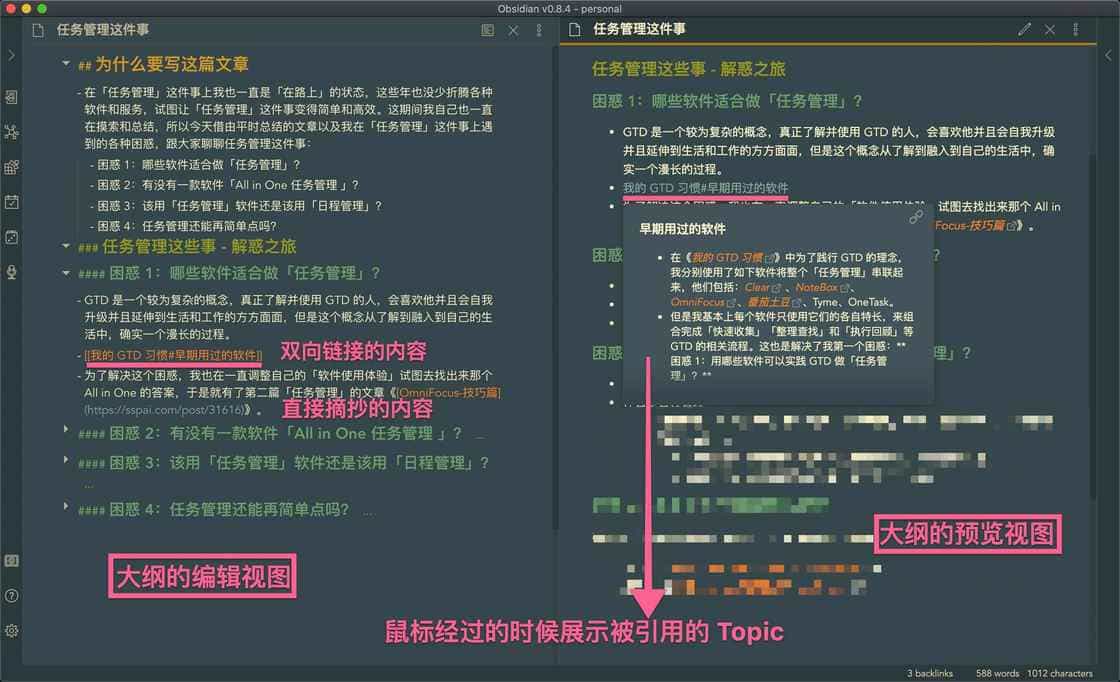 Obsidian v0.8.4 - personal
任务管理这件事
## 为什么要写这篇文章
- 在「任务管理」这件事上我也一直是「在路上」的状态，这些年也没少折腾各种
软件和服务，试图让「任务管理」这件事变得简单和高效。这期间我自己也一直
在摸索和总结，所以今天借由平时总结的文章以及我在「任务管理」这件事上遇
到的各种困惑，跟大家聊聊任务管理这件事：
- 困惑 1：哪些软件适合做「任务管理」？
- 困惑 2：有没有一款软件「All in One 任务管理 」？
- 困惑 3：该用「任务管理」软件还是该用「日程管理」？
- 困惑 4：任务管理还能再简单点吗？
### 任务管理这些事 - 解惑之旅
#### 困惑 1：哪些软件适合做「任务管理」？
- GTD 是一个较为复杂的概念，真正了解并使用 GTD 的人，会喜欢他并且会自我
升级并且延伸到生活和工作的方方面面，但是这个概念从了解到融入到自己的生
活中，确实一个漫长的过程。
- [[我的 GTD 习惯#早期用过的软件]]
双向链接的内容
- 为了解决这个困惑，我也在一直调整自己的「软件使用体验」试图去找出来那个
All in One 的答案，于是就有了第二篇「任务管理」的文章《[OmniFocus-技巧篇]
(https://sspai.com/post/31616)》。
直接摘抄的内容
#### 困惑 2：有没有一款软件「All in One 任务管理 」？ ...
#### 困惑 3：该用「任务管理」软件还是该用「日程管理」？
...
#### 困惑 4：任务管理还能再简单点吗？ ...
大纲的编辑视图
任务管理这件事
任务管理这些事 - 解惑之旅
困惑 1：哪些软件适合做「任务管理」？
GTD 是一个较为复杂的概念，真正了解并使用 GTD 的人，会喜欢他并且会自我升级
并且延伸到生活和工作的方方面面，但是这个概念从了解到融入到自己的生活中，确
实一个漫长的过程。
我的 GTD 习惯#早期用过的软件
试图去找出来那个 All in
Focus-技巧篇》。
困惑
？
困惑
理」？
早期用过的软件
在《我的 GTD 习惯》中为了践行 GTD 的理念，
我分别使用了如下软件将整个「任务管理」串联起
来，他们包括：Clear、NoteBox、
OmniFocus、番茄土豆、Tyme、OneTask。
但是我基本上每个软件只使用它们的各自特长，来组
合完成「快速收集」「整理查找」和「执行回顾」等
GTD 的相关流程。这也是解决了我第一个困惑：**
困惑 1：用哪些软件可以实践 GTD 做「任务管
理」？**
大纲的预览视图
鼠标经过的时候展示被引用的 Topic
3 backlinks 588 words 1012 characters